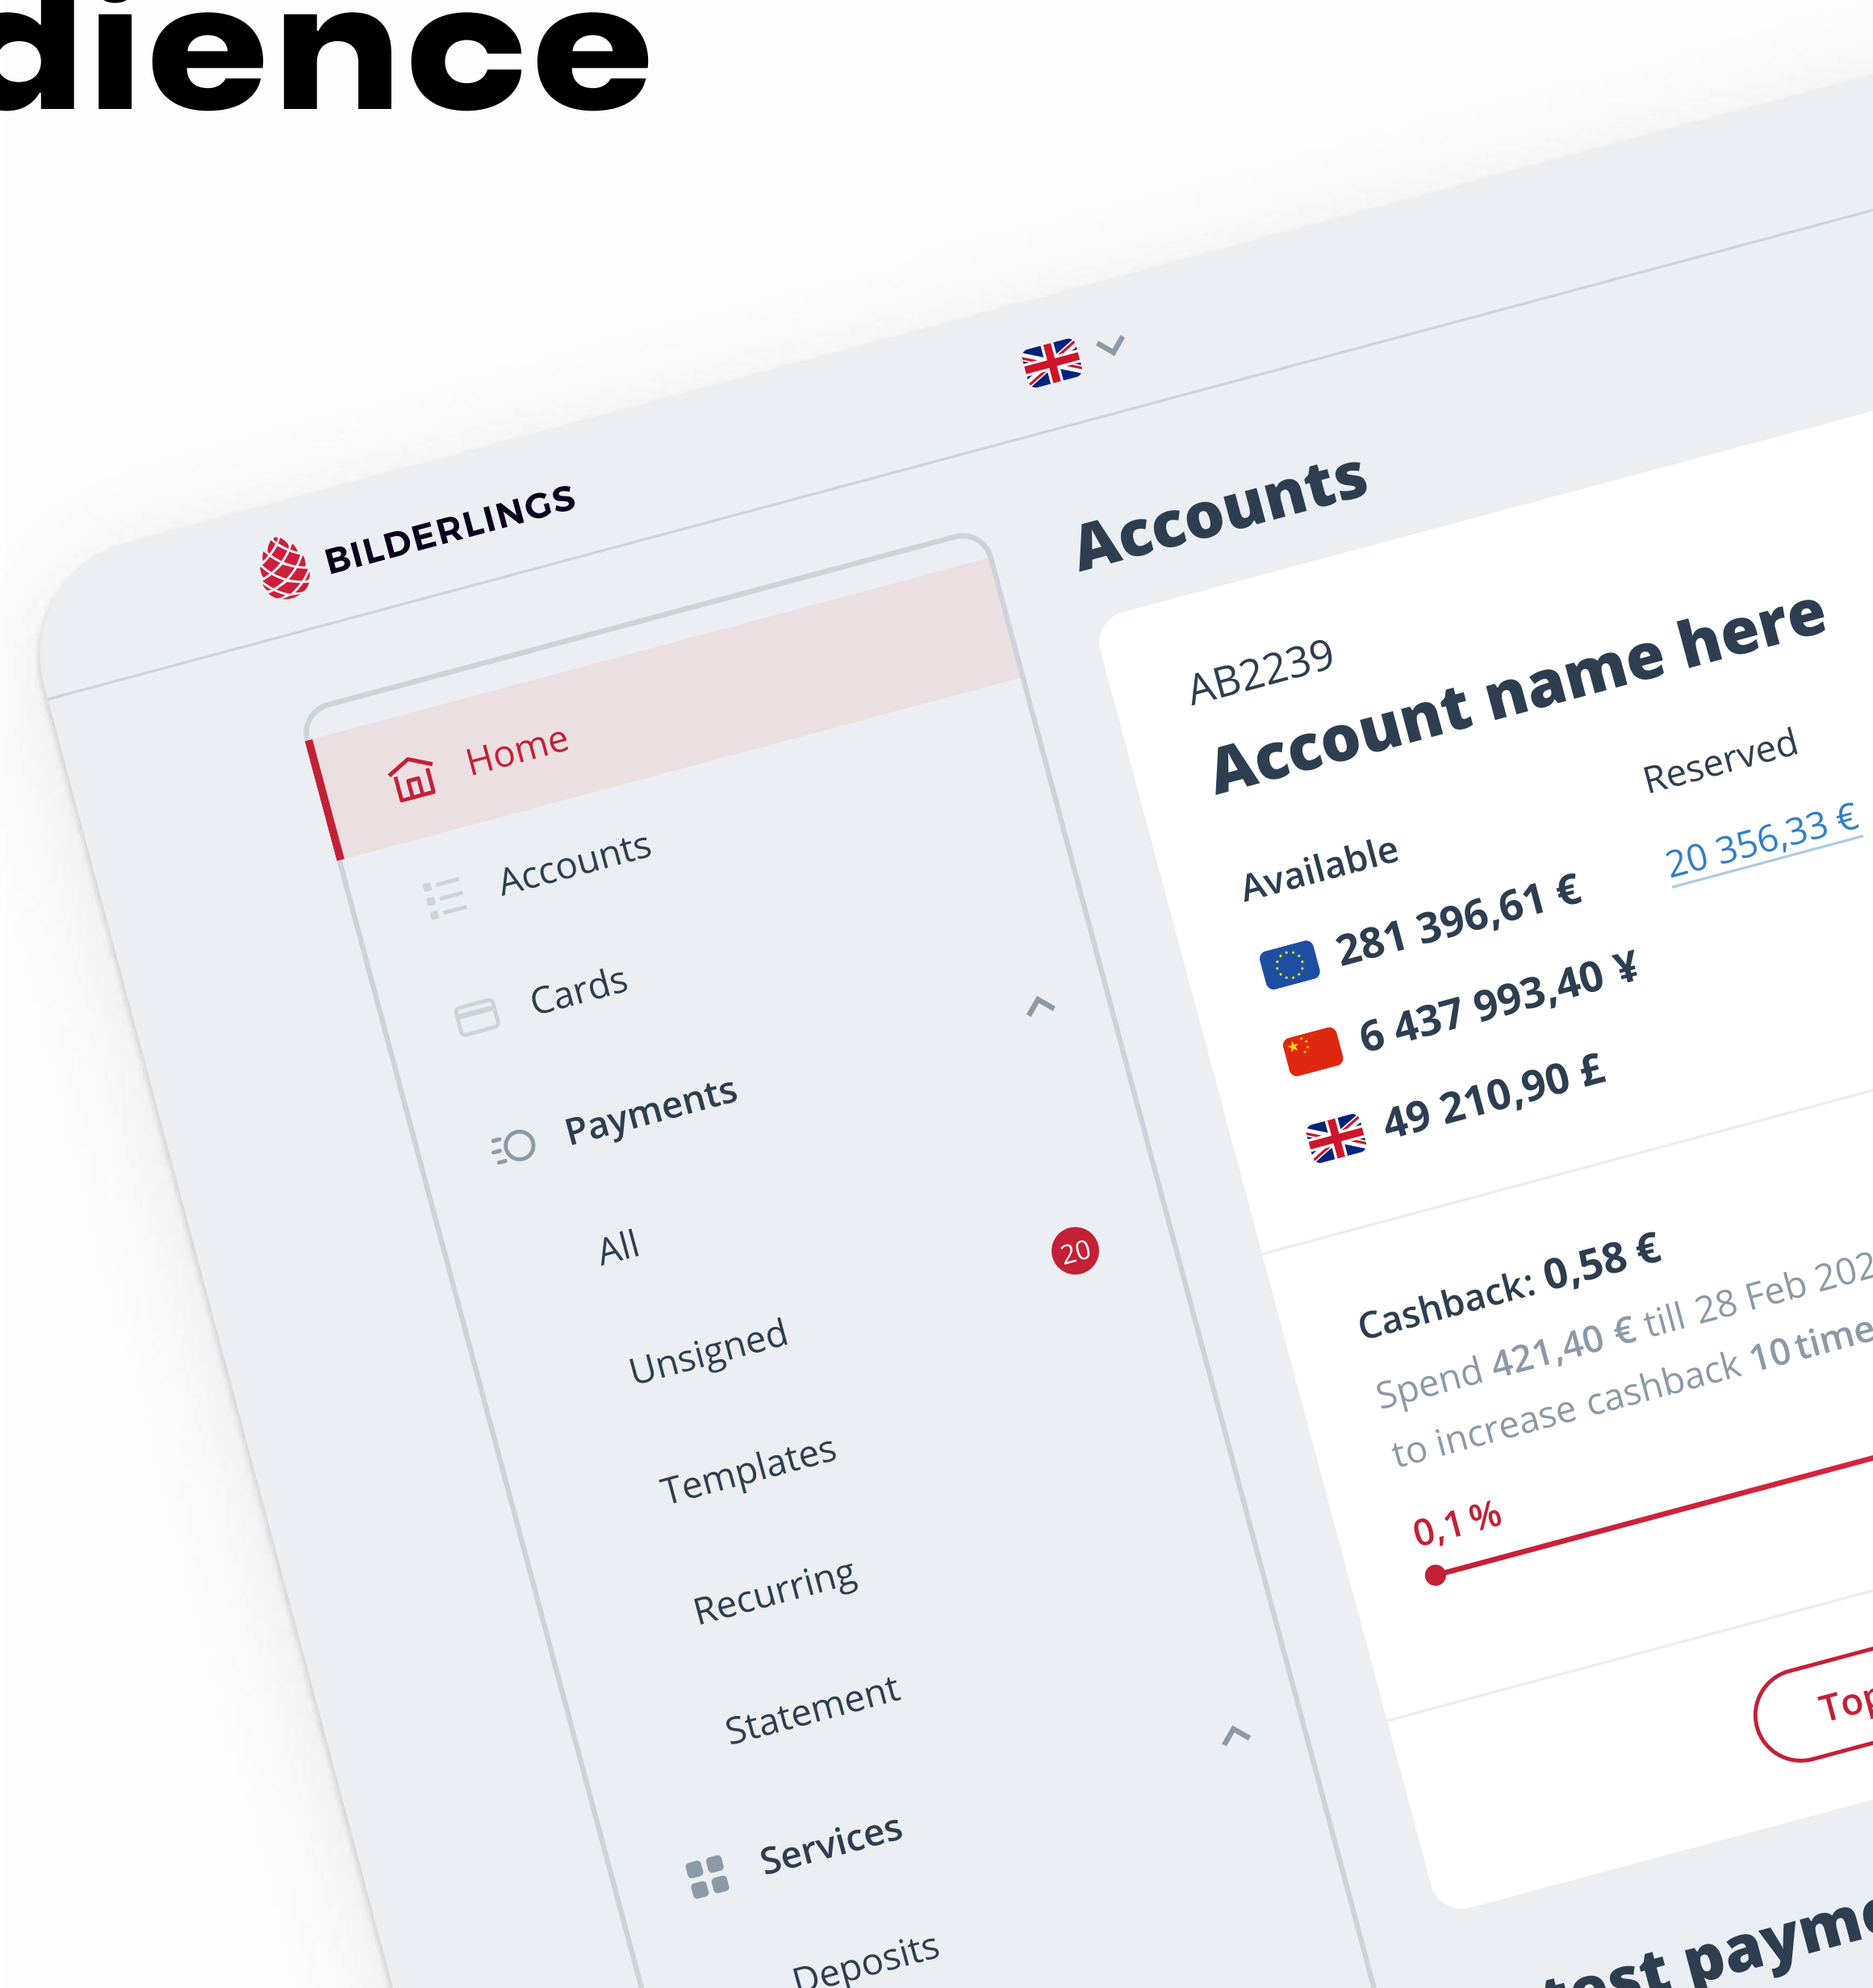 BILDERLINGS
Home
Accounts
Cards
Payments
All
20
Unsigned
Templates
Recurring
Statement
Services
Deposits
Accounts
AB2239
Account name here
Available
Reserved
281 396,61 €
20 356,33 €
6 437 993,40 ¥
49 210,90 £
Cashback: 0,58 €
Spend 421,40 € till 28 Feb
to increase cashback 10
0,1 %